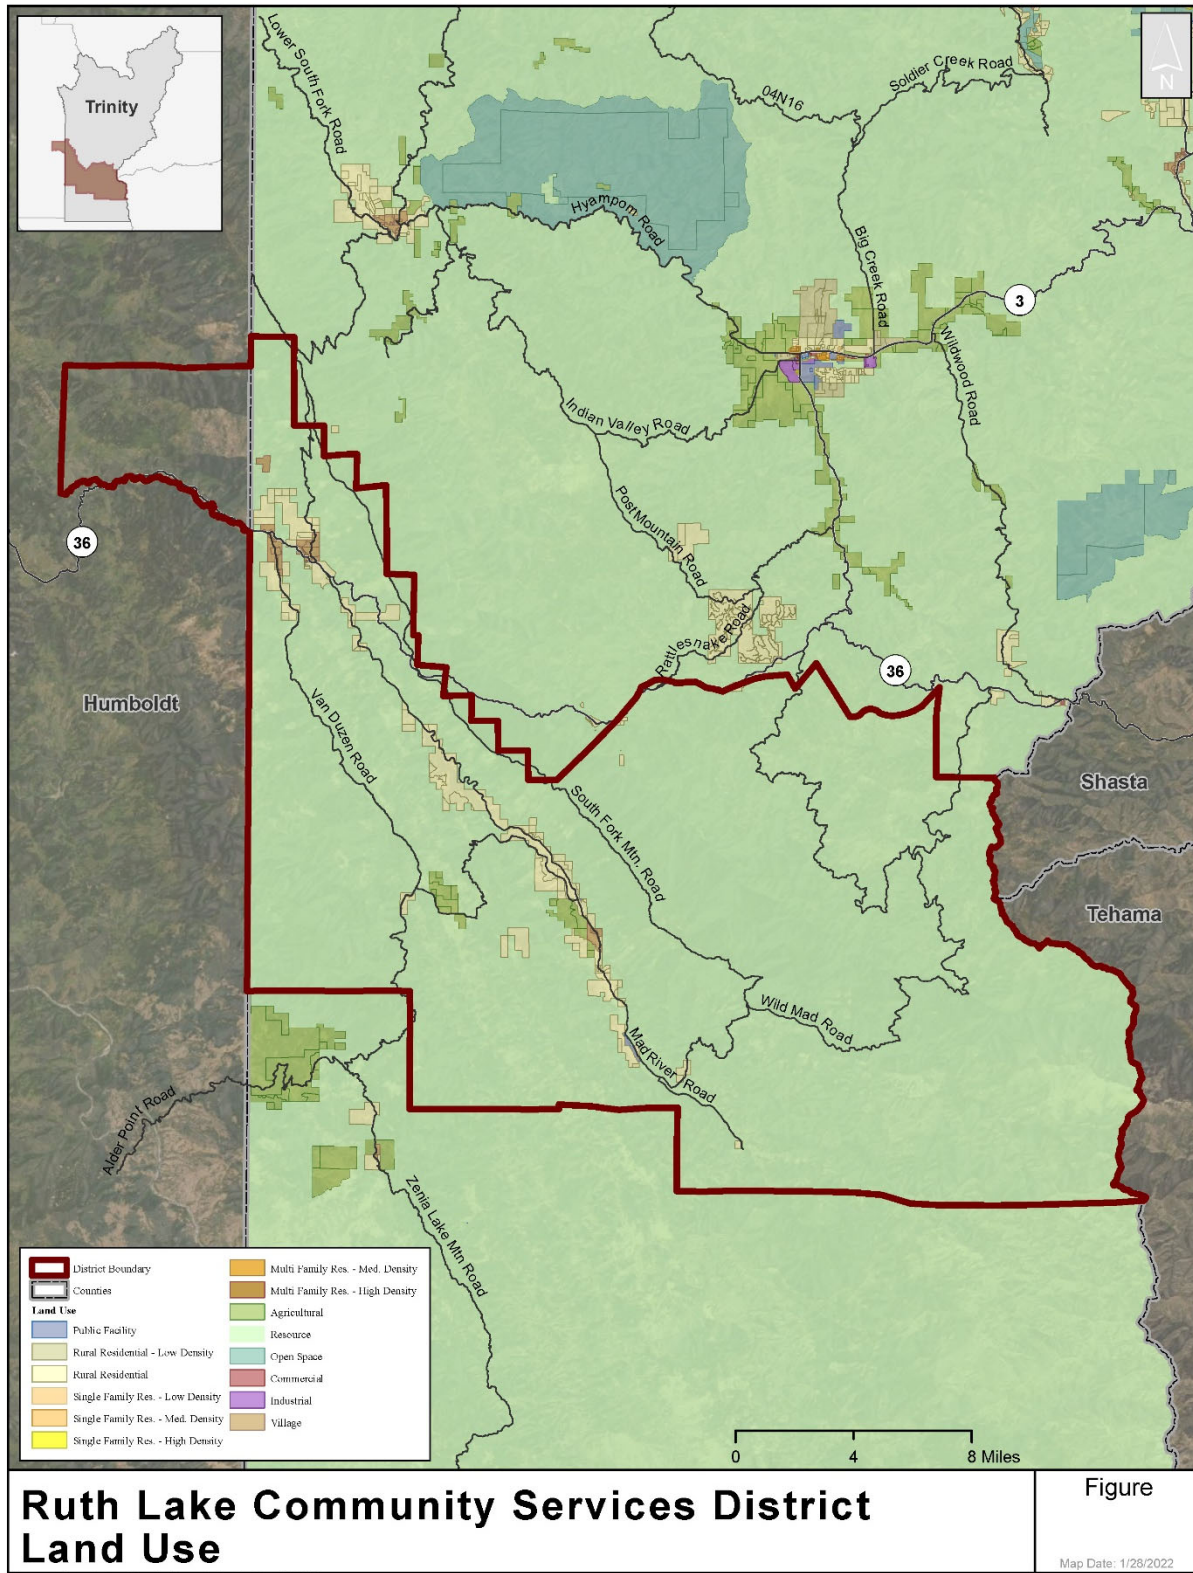 Trinity
N
Lower South Fork Road
04N16
Soldier Creek Road
Hyampom Road
Big Creek Road
3
Wildwood Road
Indian Valley Road
Post Mountain Road
Rattlesnake Road
36
36
Humboldt
Van Duzen Road
Shasta
South Fork Mtn. Road
Tehama
Wild Mad Road
Mad River Road
Alder Point Road
Zenia Lake Mtn Road
District Boundary
Counties
Land Use
Public Facility
Rural Residential - Low Density
Rural Residential
Single Family Res. - Low Density
Single Family Res. - Med. Density
Single Family Res. - High Density
Multi Family Res. - Med. Density
Multi Family Res. - High Density
Agricultural
Resource
Open Space
Commercial
Industrial
Village
0 4 8 Miles
Ruth Lake Community Services District
Land Use
Figure
Map Date: 1/28/2022